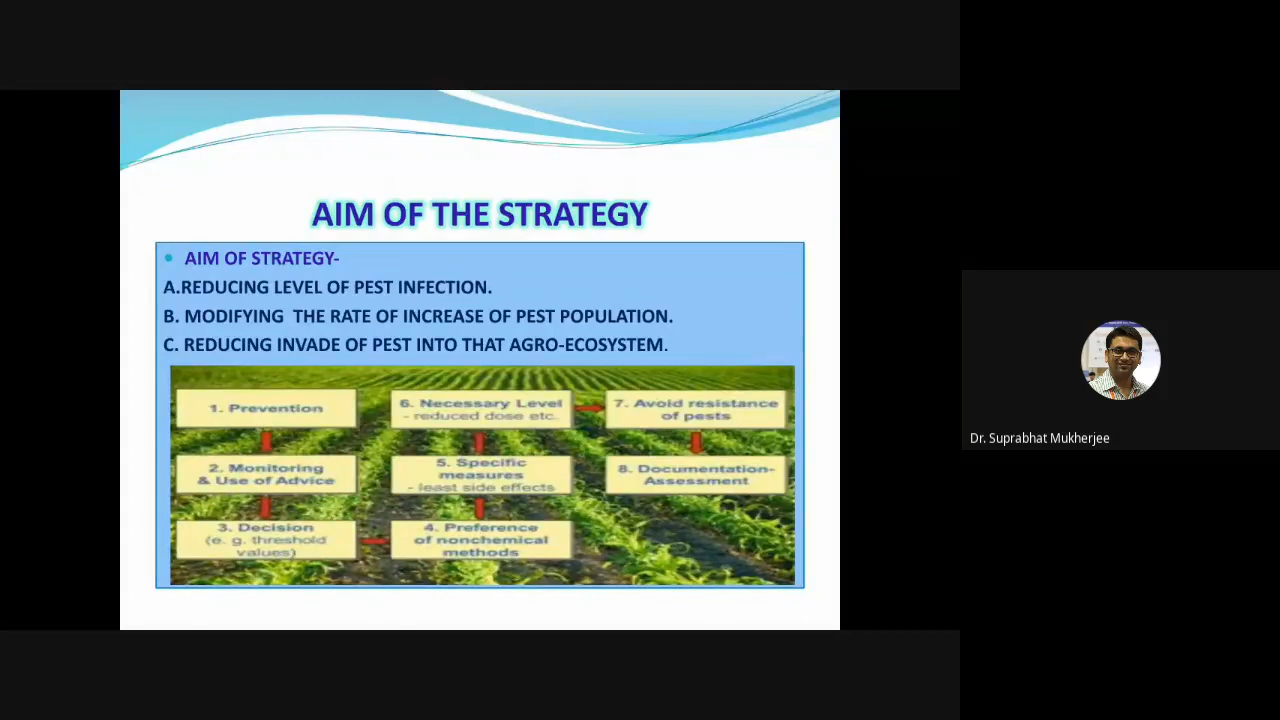 AIM OF THE STRATEGY
AIM OF STRATEGY-
A.REDUCING LEVEL OF PEST INFECTION.
B. MODIFYING THE RATE OF INCREASE OF PEST POPULATION.
C. REDUCING INVADE OF PEST INTO THAT AGRO-ECOSYSTEM.
1. Prevention
2. Monitoring
& Use of Advice
3. Decision
(e. g. threshold
values)
4. Preference
of nonchemical
methods
5. Specific
measures
- least side effects
6. Necessary Level
- reduced dose etc.
7. Avoid resistance
of pests
8. Documentation-
Assessment
Dr. Suprabhat Mukherjee